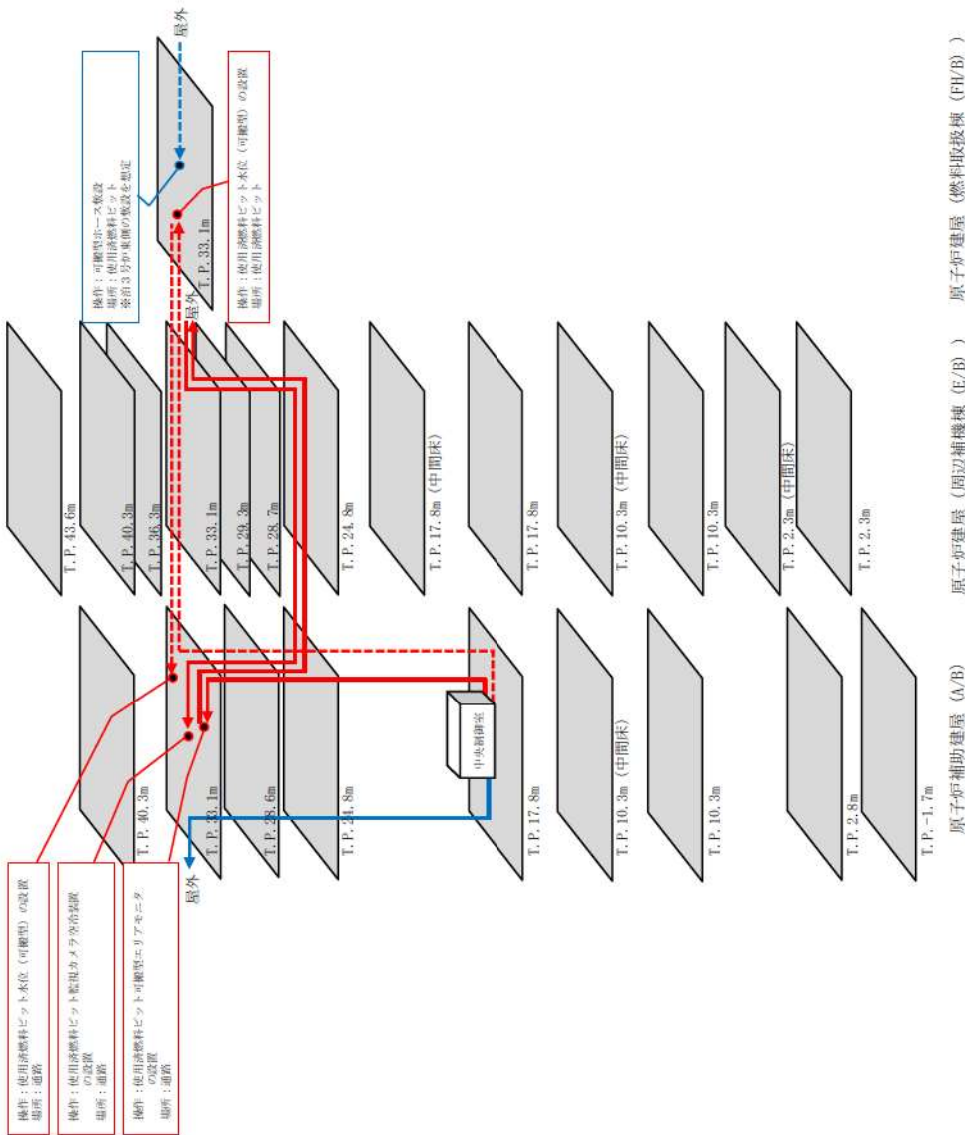 操作:使用済燃料ピット水位（可搬型）の設置
場所:通路
操作:使用済燃料ピット監視カメラ空冷装置
の設置
場所:通路
操作:使用済燃料ピット可搬型エリアモニタ
の設置
場所:通路
操作:可搬型ホース敷設
場所:使用済燃料ピット
※泊3号炉東側の敷設を想定
操作:使用済燃料ピット水位（可搬型）の設置
場所:使用済燃料ピット
屋外
屋外
屋外
中央制御室
T.P. 40.3m
T.P. 33.1m
T.P. 28.6m
T.P. 24.8m
T.P. 17.8m
T.P. 10.3m（中間床）
T.P. 10.3m
T.P. 2.8m
T.P. -1.7m
原子炉補助建屋（A/B）
T.P. 43.6m
T.P. 40.3m
T.P. 36.3m
T.P. 33.1m
T.P. 29.3m
T.P. 28.7m
T.P. 24.8m
T.P. 17.8m（中間床）
T.P. 17.8m
T.P. 10.3m（中間床）
T.P. 10.3m
T.P. 2.3m（中間床）
T.P. 2.3m
原子炉建屋（周辺補機棟（E/B））
T.P. 33.1m
原子炉建屋（燃料取扱棟（FH/B））